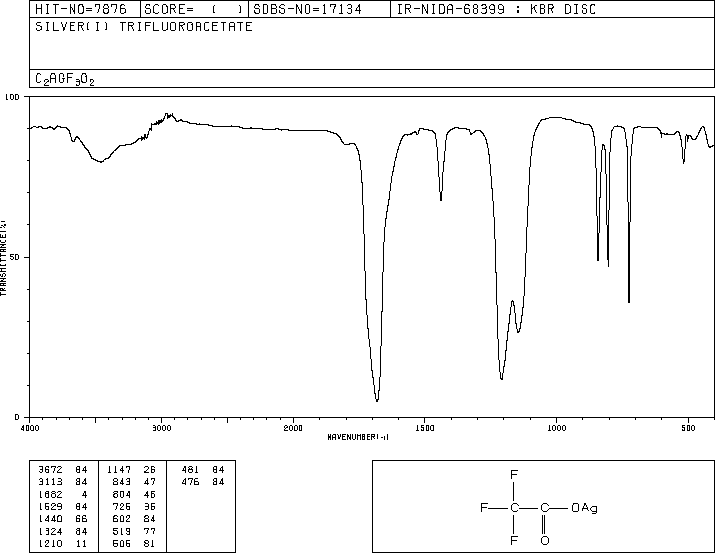 HIT-NO=7876 SCORE= ( ) SDBS-NO=17134 IR-NIDA-68399 : KBR DISC
SILVER(I) TRIFLUOROACETATE
C2AGF3O2
100
50
0
TRANSMITTANCE(%)
4000 3000 2000 1500 1000 500
WAVENUMBER(-1)
3672 84 1147 26 481 84
3113 84 843 47 476 84
1682 4 804 46
1629 84 726 36
1440 66 602 84
1324 84 519 77
1210 11 506 81
F
F C C OAg
F O